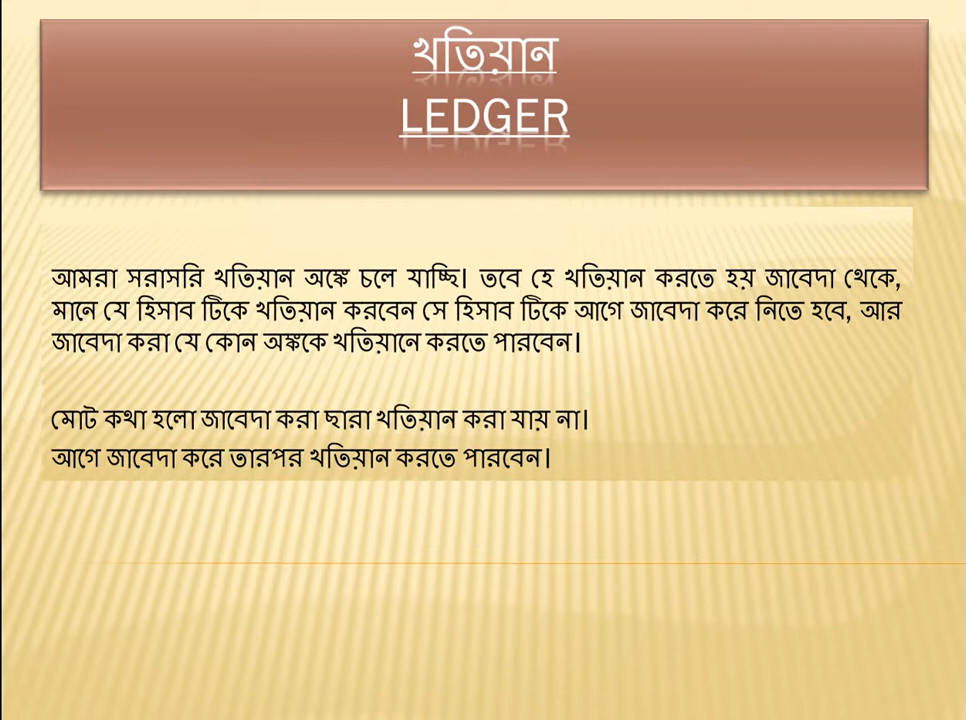 খতিয়ান
LEDGER
আমরা সরাসরি খতিয়ান অঙ্কে চলে যাচ্ছি। তবে হে খতিয়ান করতে হয় জাবেদা থেকে,
মানে যে হিসাব টিকে খতিয়ান করবেন সে হিসাব টিকে আগে জাবেদা করে নিতে হবে, আর
জাবেদা করা যে কোন অঙ্ককে খতিয়ানে করতে পারবেন।
মোট কথা হলো জাবেদা করা ছারা খতিয়ান করা যায় না।
আগে জাবেদা করে তারপর খতিয়ান করতে পারবেন।